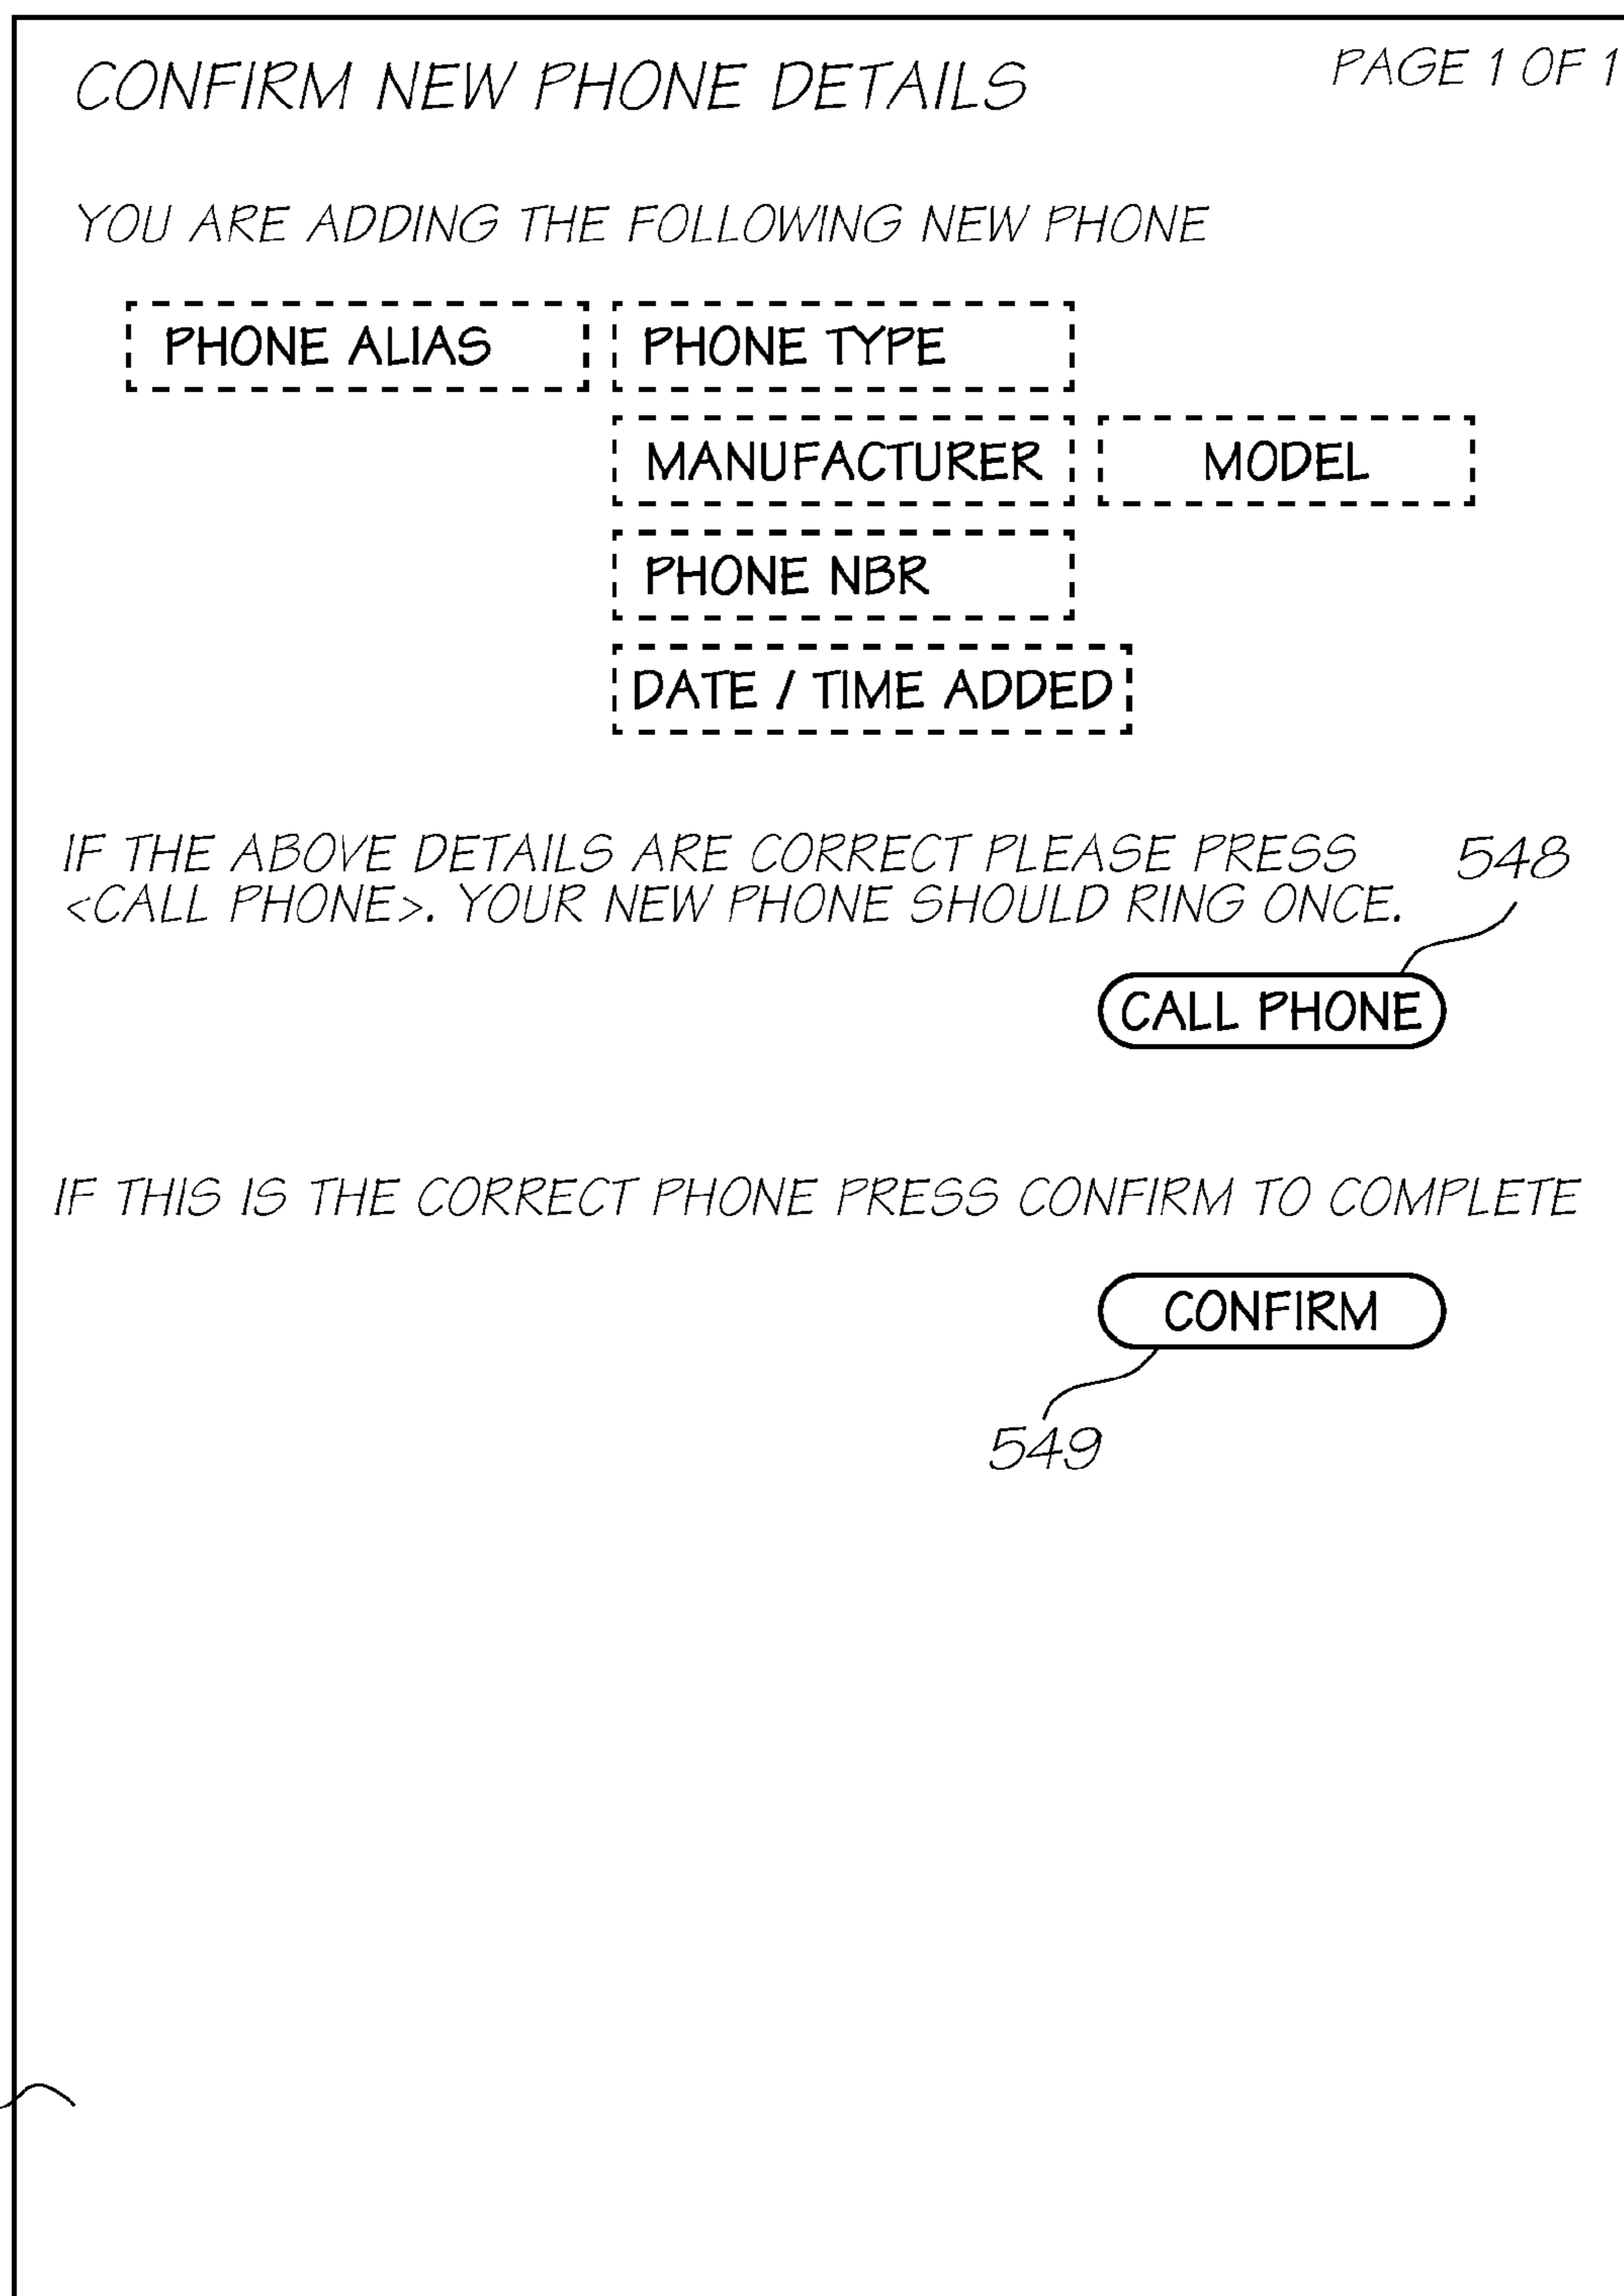 CONFIRM NEW PHONE DETAILS PAGE 1 OF 1
YOU ARE ADDING THE FOLLOWING NEW PHONE
PHONE ALIAS PHONE TYPE
MANUFACTURER MODEL
PHONE NBR
DATE / TIME ADDED
IF THE ABOVE DETAILS ARE CORRECT PLEASE PRESS 548
<CALL PHONE>. YOUR NEW PHONE SHOULD RING ONCE.
CALL PHONE
IF THIS IS THE CORRECT PHONE PRESS CONFIRM TO COMPLETE
CONFIRM
549